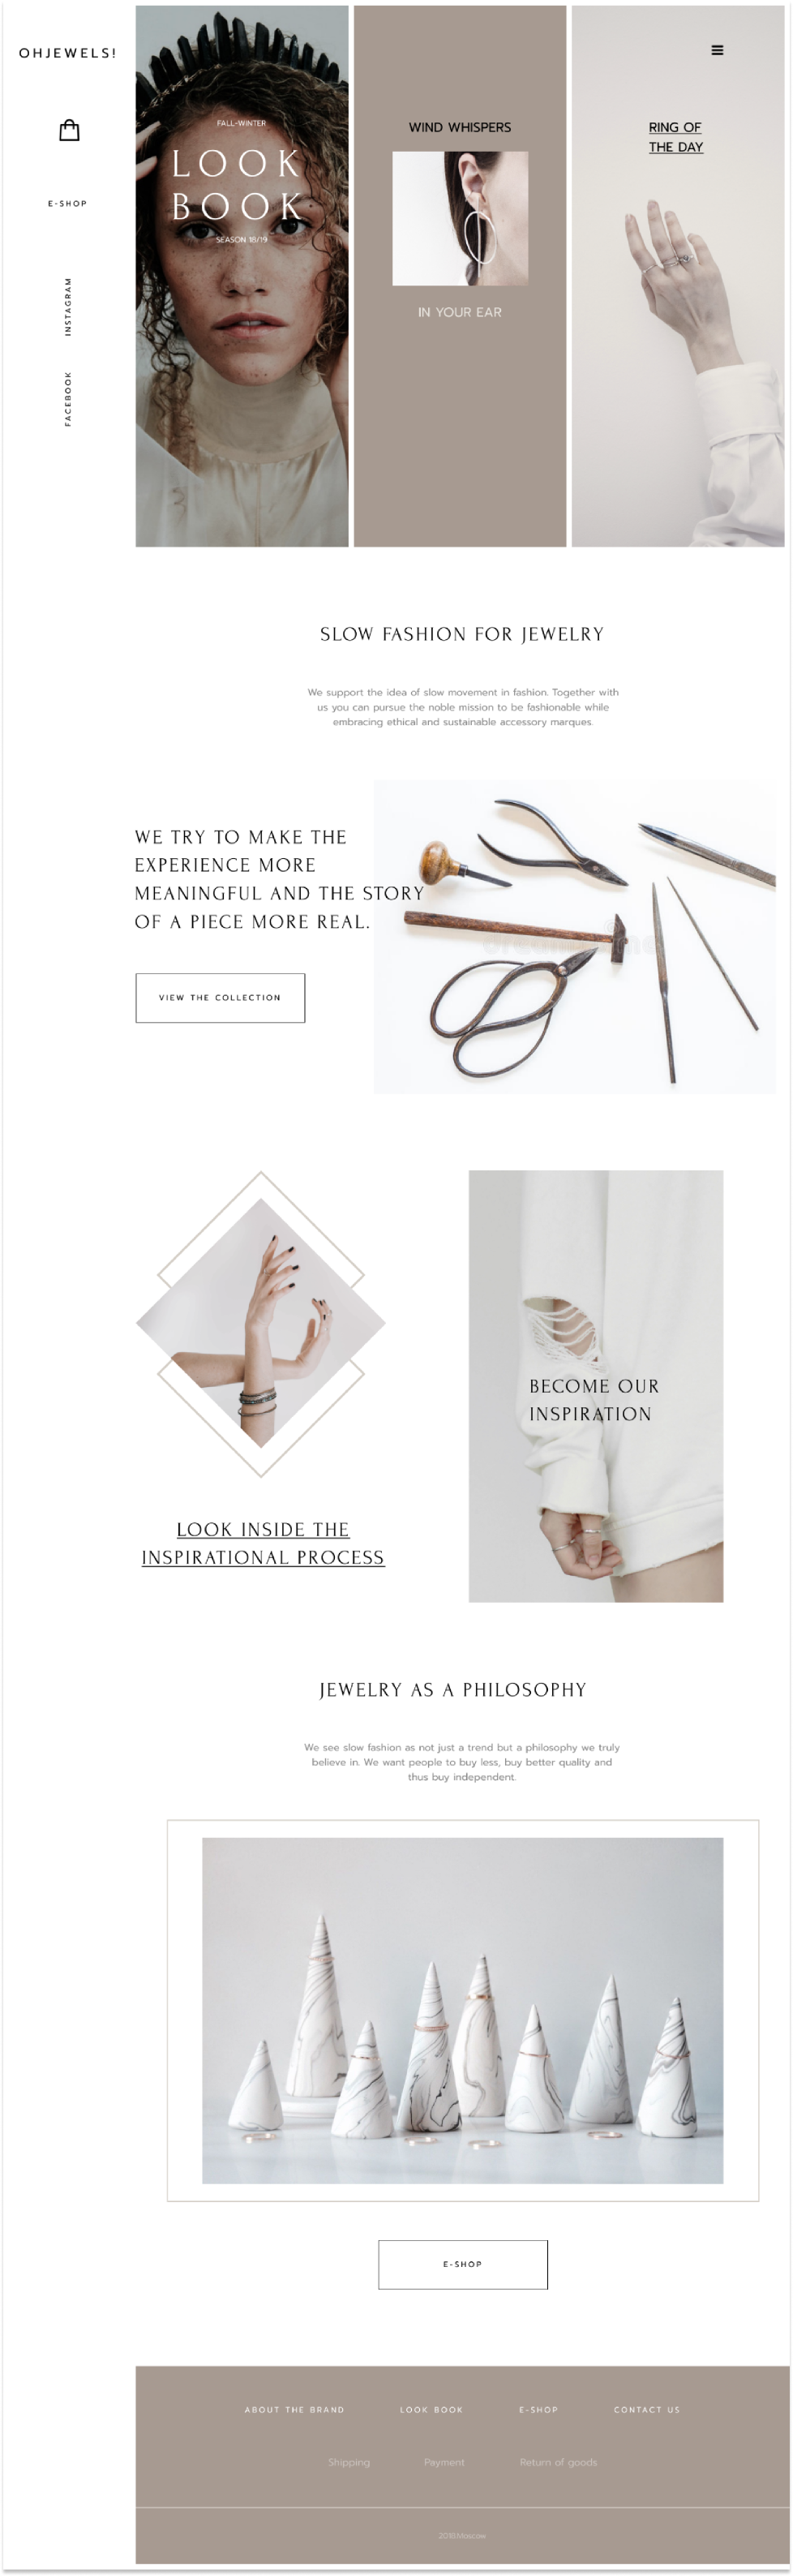 OHJEWELS!
E-SHOP
INSTAGRAM
FACEBOOK
FALL-WINTER
LOOK
BOOK
SEASON 18/19
WIND WHISPERS
IN YOUR EAR
RING OF
THE DAY
SLOW FASHION FOR JEWELRY
We support the idea of slow movement in fashion. Together with
us you can pursue the noble mission to be fashionable while
embracing ethical and sustainable accessory marques.
WE TRY TO MAKE THE
EXPERIENCE MORE
MEANINGFUL AND THE STORY
OF A PIECE MORE REAL.
VIEW THE COLLECTION
LOOK INSIDE THE
INSPIRATIONAL PROCESS
BECOME OUR
INSPIRATION
JEWELRY AS A PHILOSOPHY
We see slow fashion as not just a trend but a philosophy we truly
believe in. We want people to buy less, buy better quality and
thus buy independent.
E-SHOP
ABOUT THE BRAND LOOK BOOK E-SHOP CONTACT US
Shipping Payment Return of goods
2018 Moscow